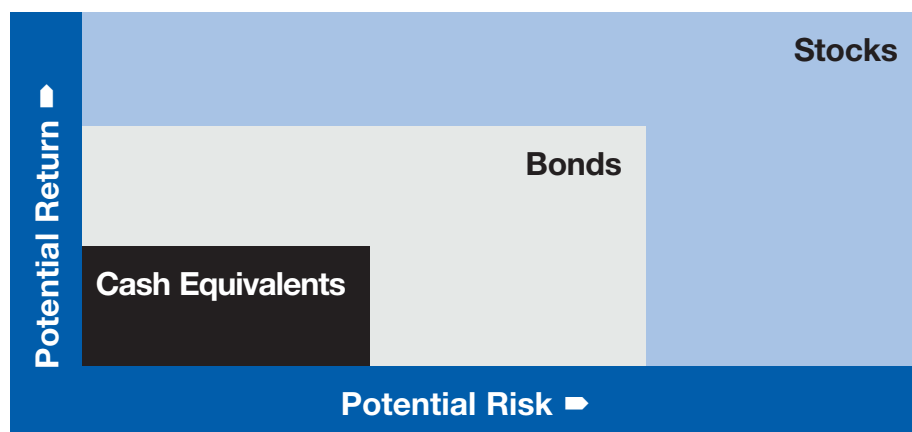 Stocks
Bonds
Cash Equivalents
Potential Return
Potential Risk